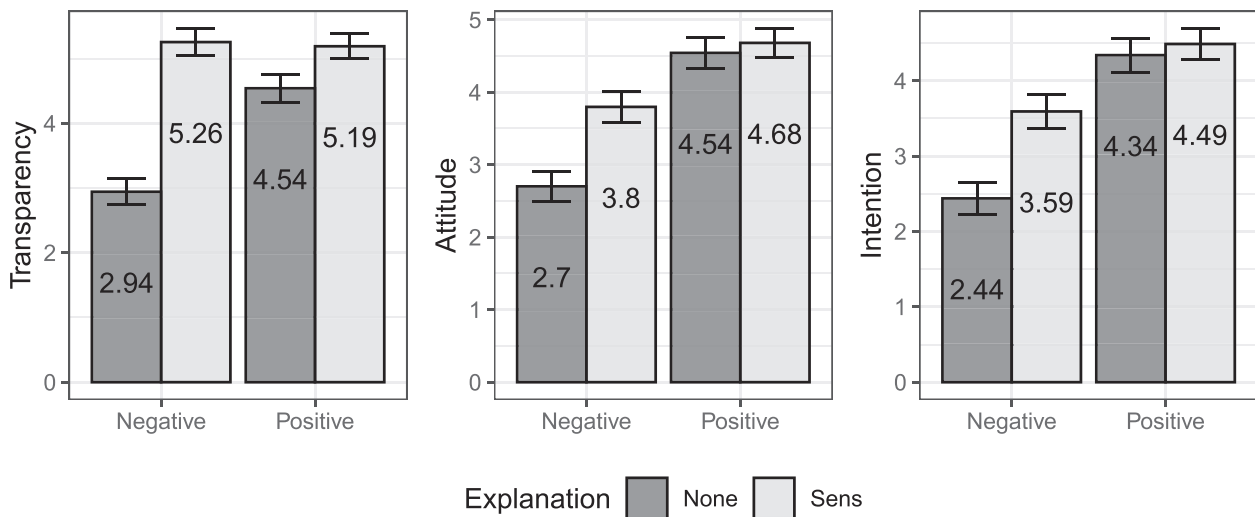 Transparency
4
2
0
2.94
5.26
4.54
5.19
Negative
Positive
Attitude
5
4
3
2
1
0
2.7
3.8
4.54
4.68
Negative
Positive
Intention
4
3
2
1
0
2.44
3.59
4.34
4.49
Negative
Positive
Explanation None Sens